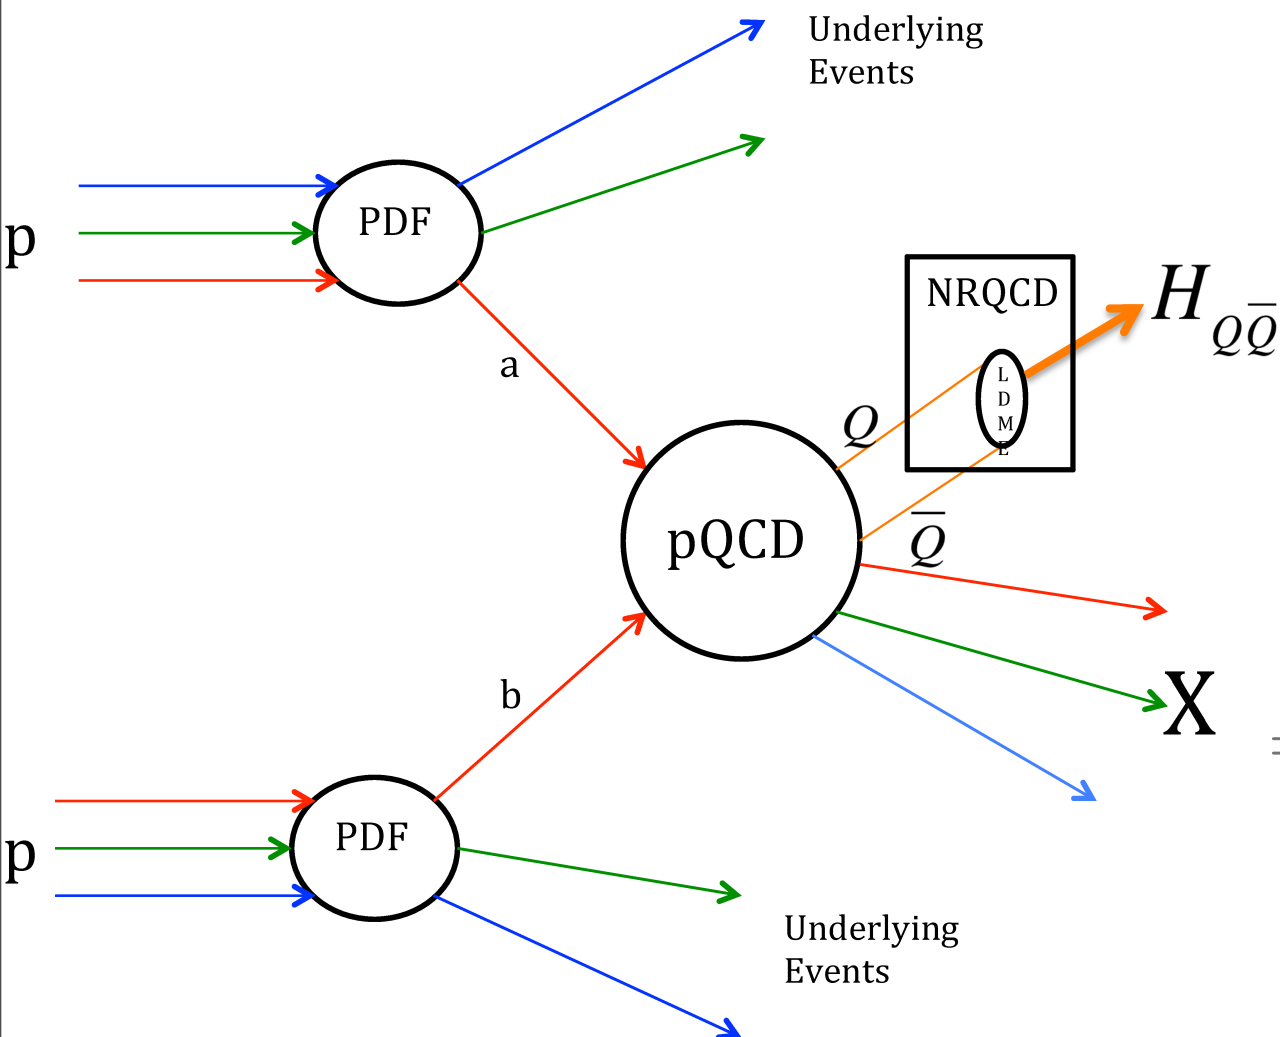 Underlying
Events
PDF
p
NRQCD
H
QQ̅
a
L
D
M
E
Q
pQCD
Q̅
b
X
PDF
p
Underlying
Events